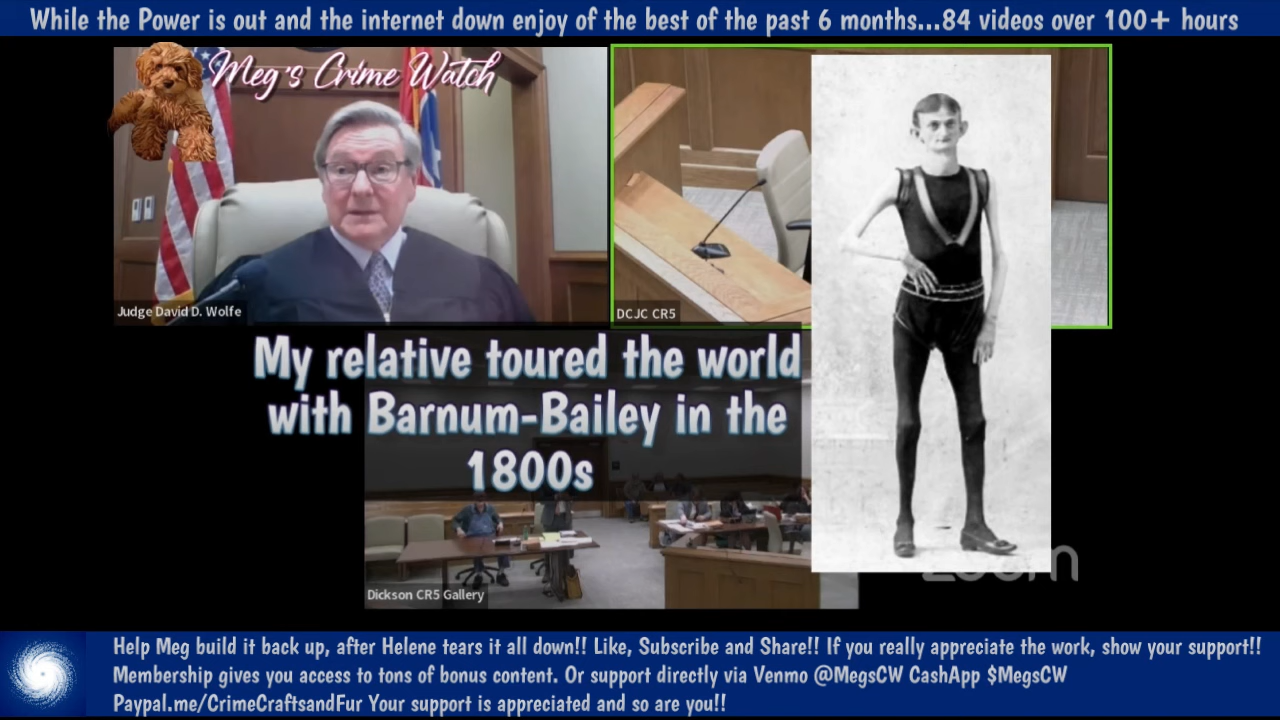 While the Power is out and the internet down enjoy of the best of the past 6 months...84 videos over 100+ hours
Meg's Crime Watch
Judge David D. Wolfe
DCJC CR5
My relative toured the world
with Barnum-Bailey in the
1800s
zoom
Dickson CR5 Gallery
Help Meg build it back up, after Helene tears it all down!! Like, Subscribe and Share!! If you really appreciate the work, show your support!!
Membership gives you access to tons of bonus content. Or support directly via Venmo @MegsCW CashApp $MegsCW
Paypal.me/CrimeCraftsandFur Your support is appreciated and so are you!!